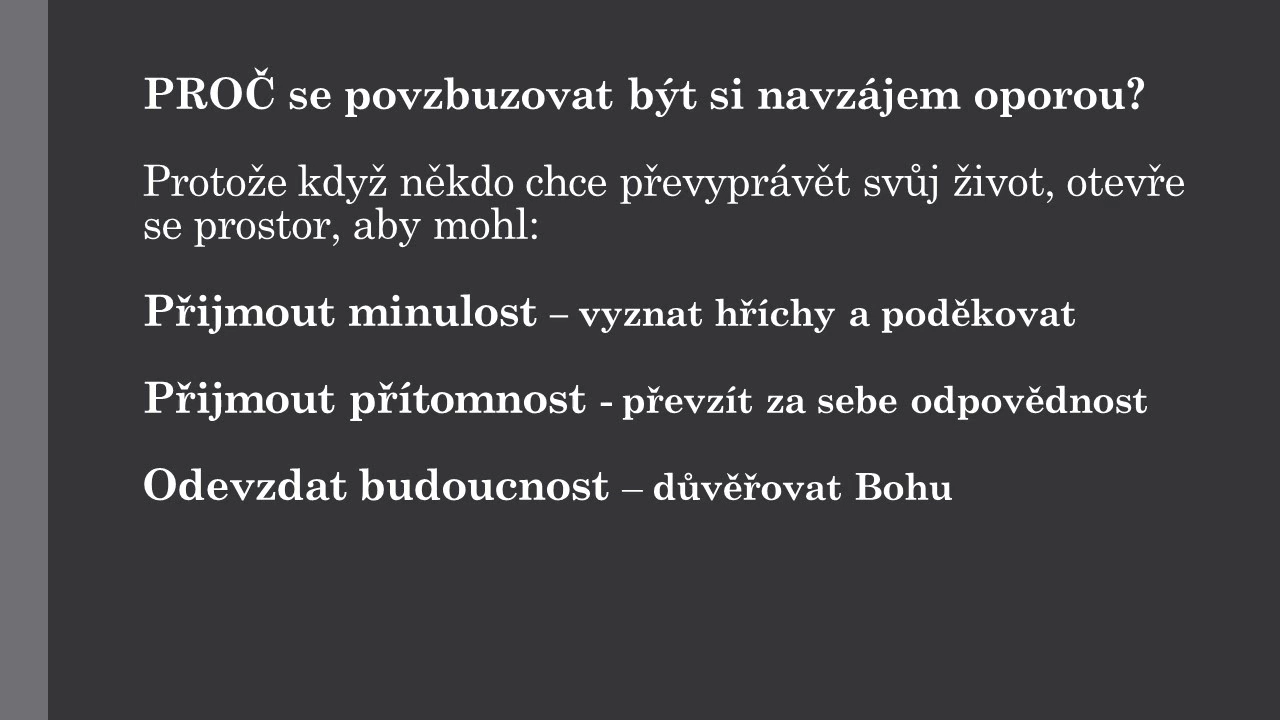 PROČ se povzbuzovat být si navzájem oporou?
Protože když někdo chce převyprávět svůj život, otevře
se prostor, aby mohl:
Přijmout minulost – vyznat hříchy a poděkovat
Přijmout přítomnost - převzít za sebe odpovědnost
Odevzdat budoucnost – důvěřovat Bohu